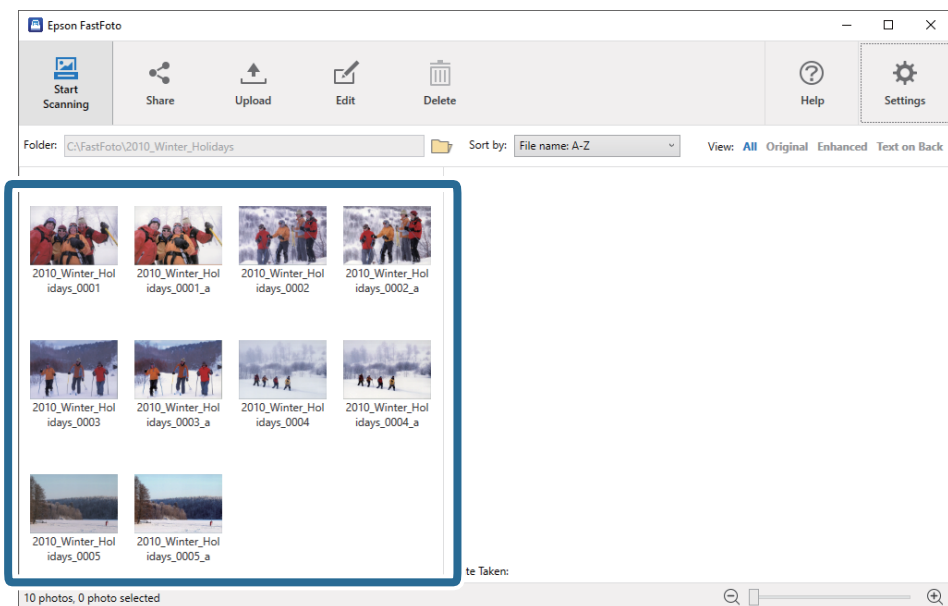 Epson FastFoto
Start
Scanning
Share
Upload
Edit
Delete
Help
Settings
Folder: C:\FastFoto\2010_Winter_Holidays
Sort by: File name: A-Z
View: All Original Enhanced Text on Back
2010_Winter_Hol
idays_0001
2010_Winter_Hol
idays_0001_a
2010_Winter_Hol
idays_0002
2010_Winter_Hol
idays_0002_a
2010_Winter_Hol
idays_0003
2010_Winter_Hol
idays_0003_a
2010_Winter_Hol
idays_0004
2010_Winter_Hol
idays_0004_a
2010_Winter_Hol
idays_0005
2010_Winter_Hol
idays_0005_a
te Taken:
10 photos, 0 photo selected